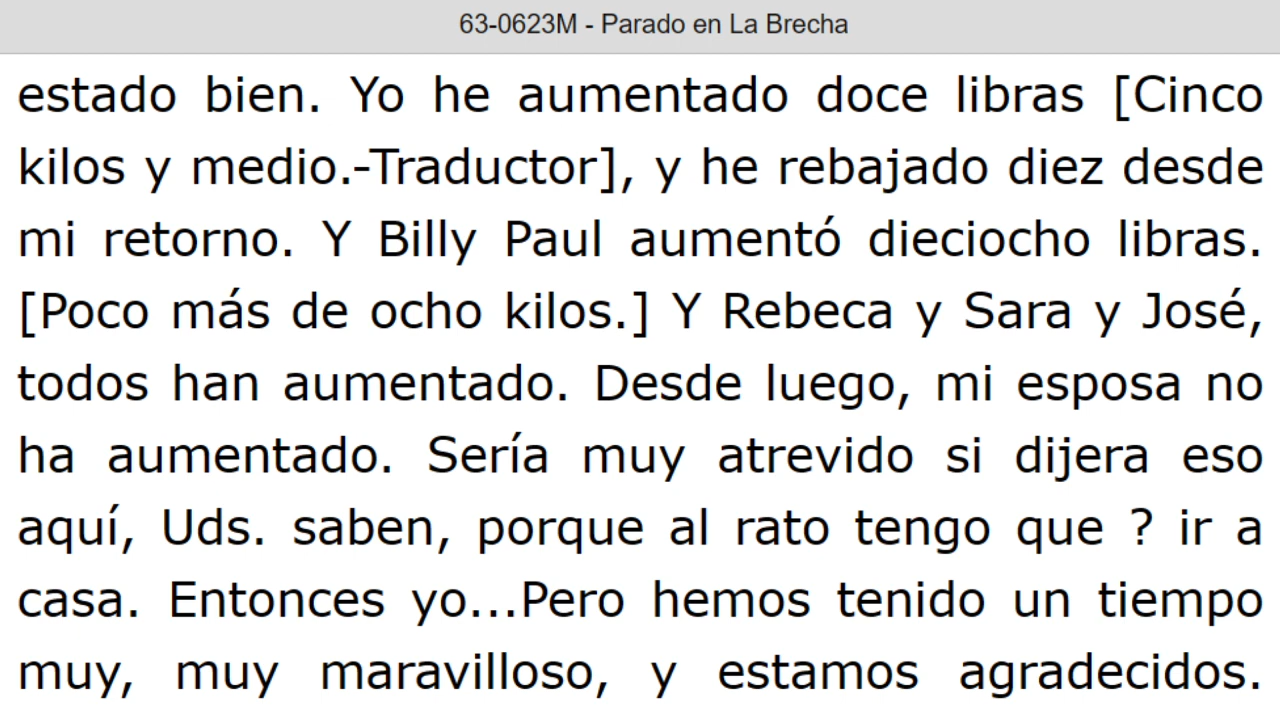 63-0623M - Parado en La Brecha
estado bien. Yo he aumentado doce libras [Cinco
kilos y medio.-Traductor], y he rebajado diez desde
mi retorno. Y Billy Paul aumentó dieciocho libras.
[Poco más de ocho kilos.] Y Rebeca y Sara y José,
todos han aumentado. Desde luego, mi esposa no
ha aumentado. Sería muy atrevido si dijera eso
aquí, Uds. saben, porque al rato tengo que ? ir a
casa. Entonces yo...Pero hemos tenido un tiempo
muy, muy maravilloso, y estamos agradecidos.